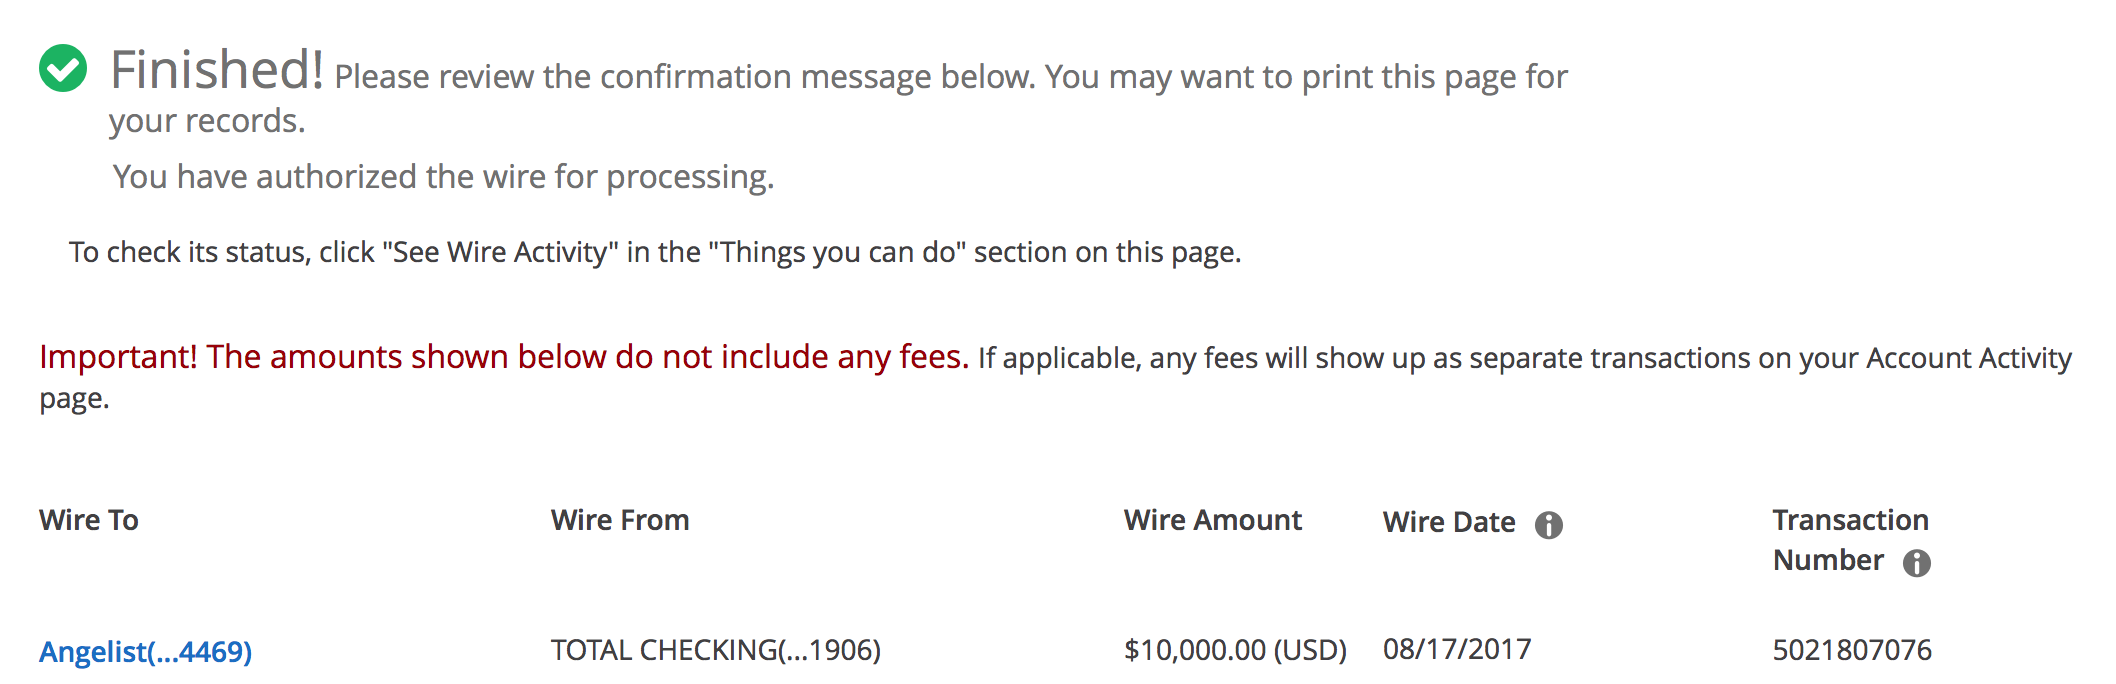 Finished! Please review the confirmation message below. You may want to print this page for
your records.
You have authorized the wire for processing.
To check its status, click "See Wire Activity" in the "Things you can do" section on this page.
Important! The amounts shown below do not include any fees. If applicable, any fees will show up as separate transactions on your Account Activity
page.
Wire To Wire From Wire Amount Wire Date Transaction
Number
Angelist(...4469) TOTAL CHECKING(...1906) $10,000.00 (USD) 08/17/2017 5021807076